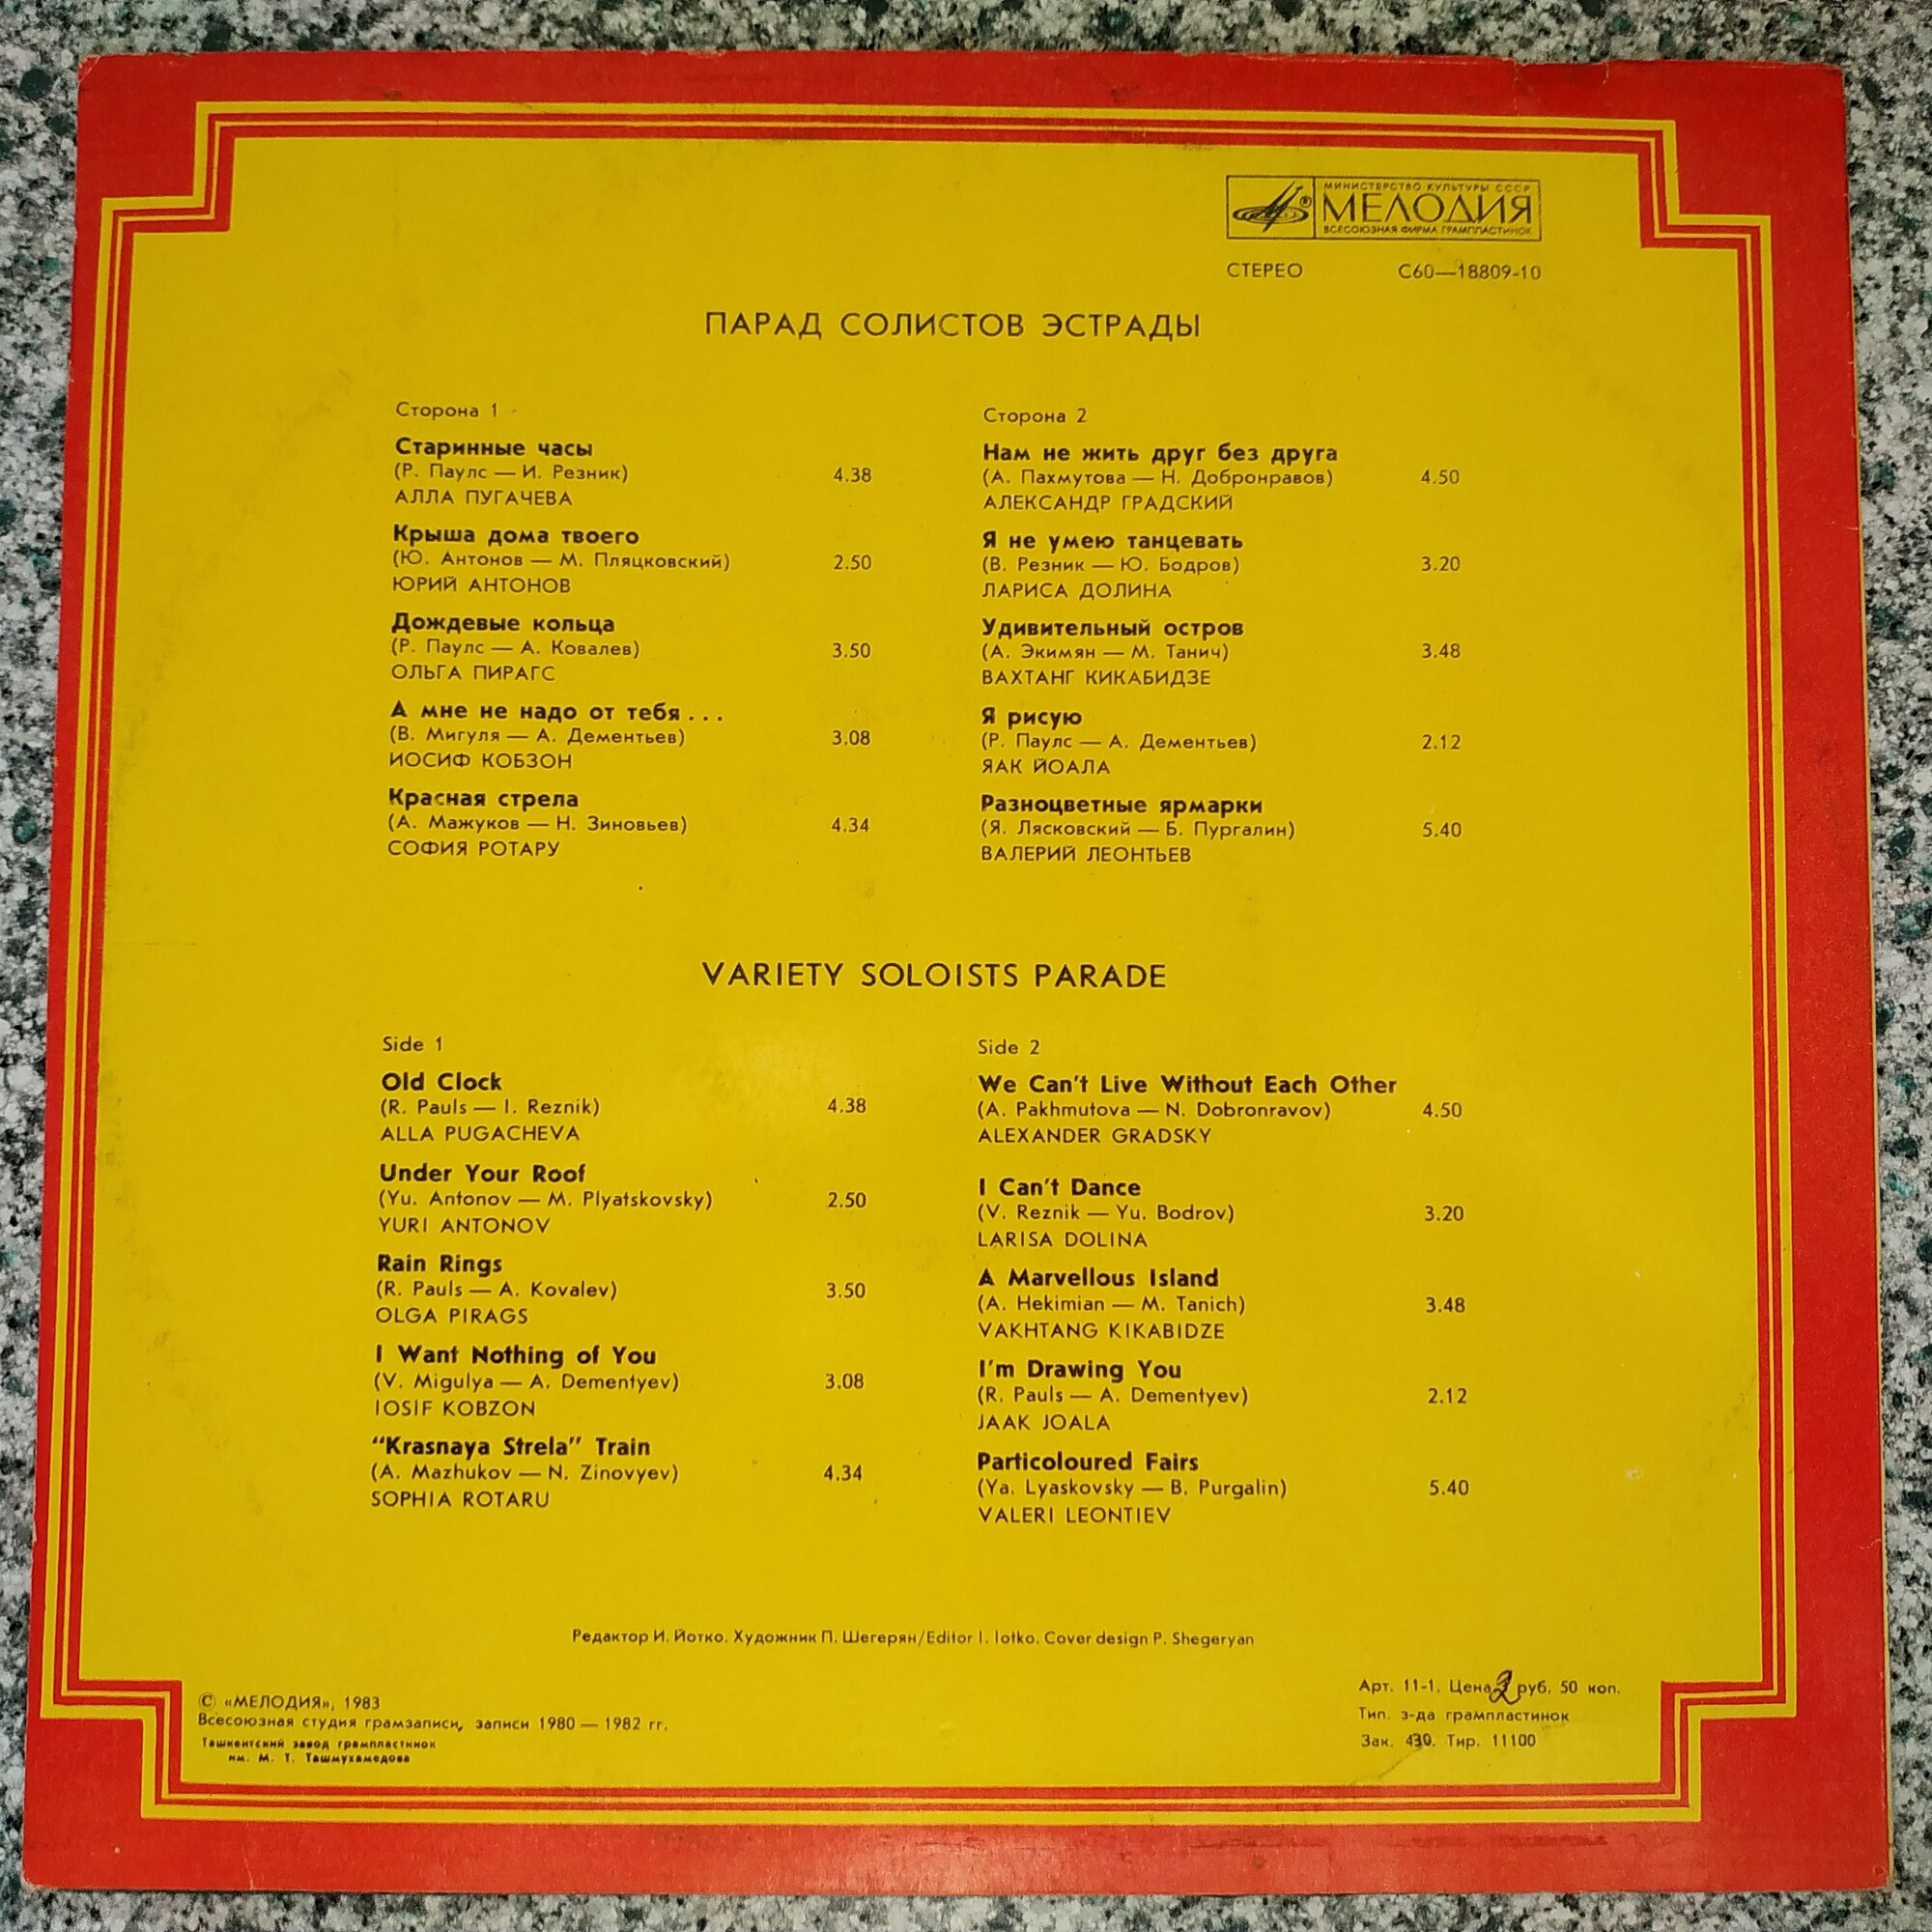 МИНИСТЕРСТВО КУЛЬТУРЫ СССР
МЕЛОДИЯ
ВСЕСОЮЗНАЯ ФИРМА ГРАМПЛАСТИНОК
СТЕРЕО С60—18809-10
ПАРАД СОЛИСТОВ ЭСТРАДЫ
Сторона 1
Старинные часы
(Р. Паулс — И. Резник) 4.38
АЛЛА ПУГАЧЕВА
Крыша дома твоего
(Ю. Антонов — М. Пляцковский) 2.50
ЮРИЙ АНТОНОВ
Дождевые кольца
(Р. Паулс — А. Ковалев) 3.50
ОЛЬГА ПИРАГС
А мне не надо от тебя...
(В. Мигуля — А. Дементьев) 3.08
ИОСИФ КОБЗОН
Красная стрела
(А. Мажуков — Н. Зиновьев) 4.34
СОФИЯ РОТАРУ
Сторона 2
Нам не жить друг без друга
(А. Пахмутова — Н. Добронравов) 4.50
АЛЕКСАНДР ГРАДСКИЙ
Я не умею танцевать
(В. Резник — Ю. Бодров) 3.20
ЛАРИСА ДОЛИНА
Удивительный остров
(А. Экимян — М. Танич) 3.48
ВАХТАНГ КИКАБИДЗЕ
Я рисую
(Р. Паулс — А. Дементьев) 2.12
ЯАК ЙОАЛА
Разноцветные ярмарки
(Я. Лясковский — Б. Пургалин) 5.40
ВАЛЕРИЙ ЛЕОНТЬЕВ
VARIETY SOLOISTS PARADE
Side 1
Old Clock
(R. Pauls — I. Reznik) 4.38
ALLA PUGACHEVA
Under Your Roof
(Yu. Antonov — M. Plyatskovsky) 2.50
YURI ANTONOV
Rain Rings
(R. Pauls — A. Kovalev) 3.50
OLGA PIRAGS
I Want Nothing of You
(V. Migulya — A. Dementyev) 3.08
IOSIF KOBZON
“Krasnaya Strela” Train
(A. Mazhukov — N. Zinovyev) 4.34
SOPHIA ROTARU
Side 2
We Can't Live Without Each Other
(A. Pakhmutova — N. Dobronravov) 4.50
ALEXANDER GRADSKY
I Can't Dance
(V. Reznik — Yu. Bodrov) 3.20
LARISA DOLINA
A Marvellous Island
(A. Hekimian — M. Tanich) 3.48
VAKHTANG KIKABIDZE
I'm Drawing You
(R. Pauls — A. Dementyev) 2.12
JAAK JOALA
Particoloured Fairs
(Ya. Lyaskovsky — B. Purgalin) 5.40
VALERI LEONTIEV
Редактор И. Йотко. Художник П. Шегерян/Editor I. Iotko. Cover design P. Shegeryan
© «МЕЛОДИЯ», 1983
Всесоюзная студия грамзаписи, записи 1980 — 1982 гг.
Ташкентский завод грампластинок
им. М. Т. Ташмухамедова
Арт. 11-1. Цена 2 руб. 50 коп.
Тип. з-да грампластинок
Зак. 430. Тир. 11100